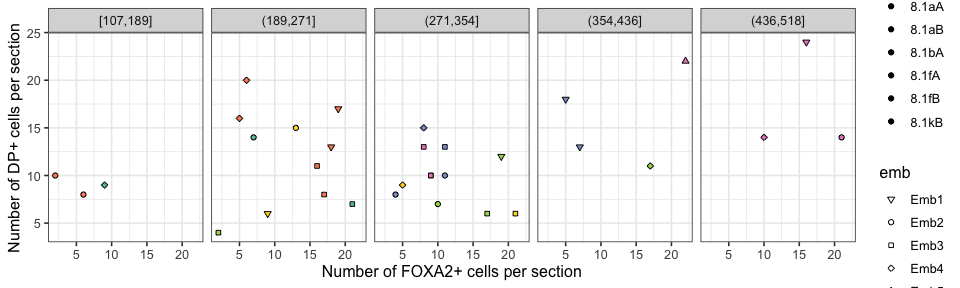 [107,189] (189,271] (271,354] (354,436] (436,518]
25
20
15
10
5
Number of DP+ cells per section
5 10 15 20 5 10 15 20 5 10 15 20 5 10 15 20 5 10 15 20
Number of FOXA2+ cells per section
8.1aA
8.1aB
8.1bA
8.1fA
8.1fB
8.1kB
emb
Emb1
Emb2
Emb3
Emb4